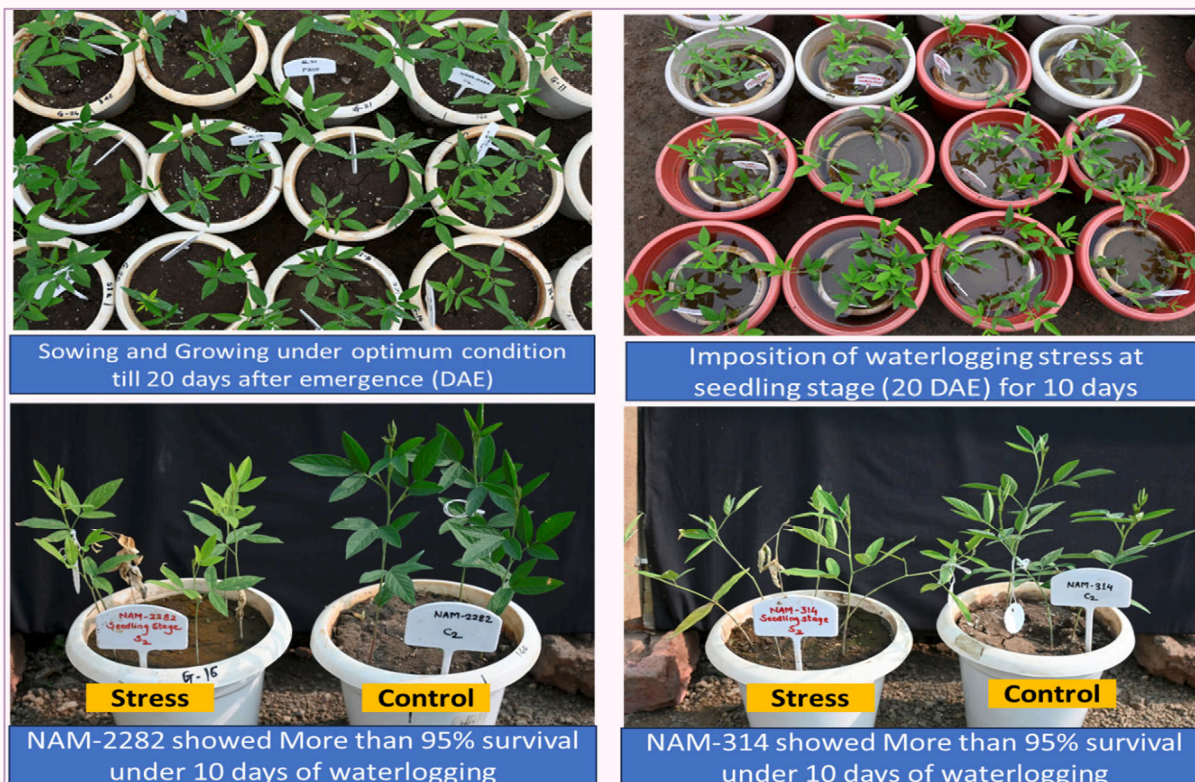 Sowing and Growing under optimum condition
till 20 days after emergence (DAE)
Imposition of waterlogging stress at
seedling stage (20 DAE) for 10 days
NAM-2282
Seedling Stage
S2
G-15
NAM-2282
C2
Stress
Control
NAM-2282 showed More than 95% survival
under 10 days of waterlogging
NAM-314
Seedling stage
S2
NAM-314
C2
Stress
Control
NAM-314 showed More than 95% survival
under 10 days of waterlogging